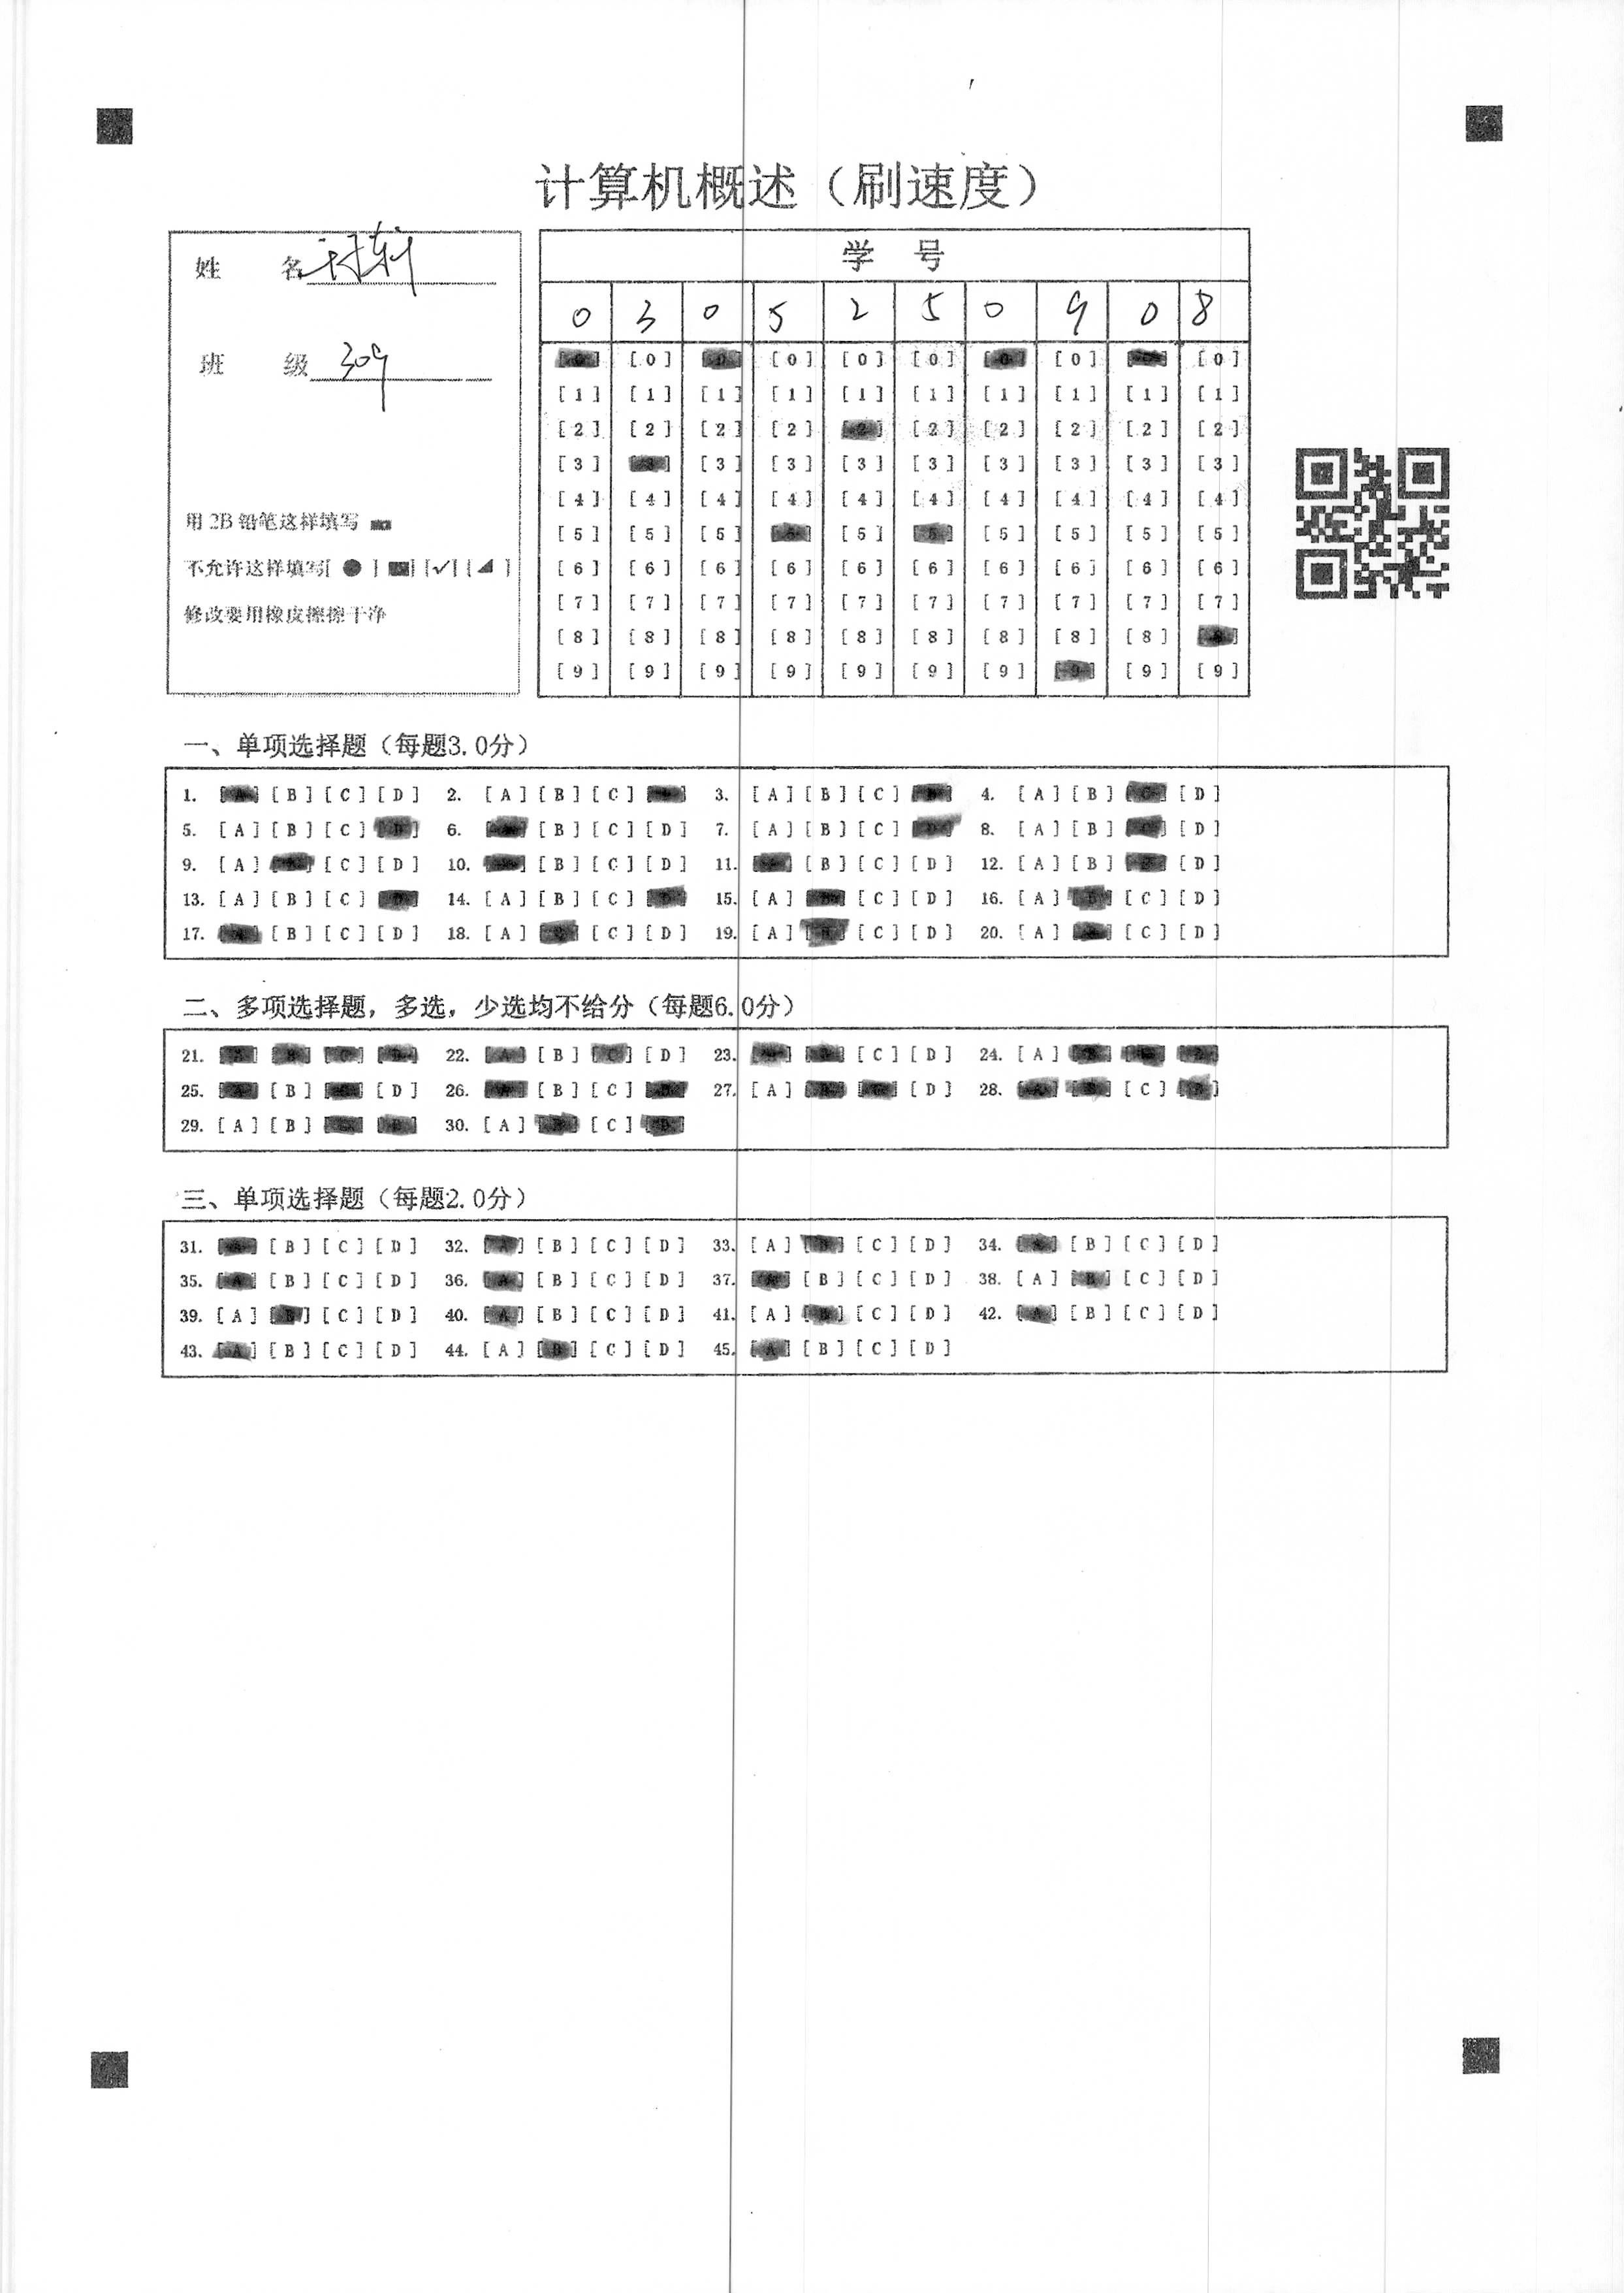 计算机概述（刷速度）
姓 名
班 级 309
用 2B 铅笔这样填写
不允许这样填写[ ● ] [✓] [◢ ]
修改要用橡皮擦擦干净
学 号
0 3 0 5 2 5 0 9 0 8
[0] [0] [0] [0] [0] [0] [0] [0] [0] [0]
[1] [1] [1] [1] [1] [1] [1] [1] [1] [1]
[2] [2] [2] [2] [2] [2] [2] [2] [2] [2]
[3] [3] [3] [3] [3] [3] [3] [3] [3] [3]
[4] [4] [4] [4] [4] [4] [4] [4] [4] [4]
[5] [5] [5] [5] [5] [5] [5] [5] [5] [5]
[6] [6] [6] [6] [6] [6] [6] [6] [6] [6]
[7] [7] [7] [7] [7] [7] [7] [7] [7] [7]
[8] [8] [8] [8] [8] [8] [8] [8] [8] [8]
[9] [9] [9] [9] [9] [9] [9] [9] [9] [9]
一、单项选择题（每题3.0分）
1. [A] [B] [C] [D] 2. [A] [B] [C] [D] 3. [A] [B] [C] [D] 4. [A] [B] [C] [D]
5. [A] [B] [C] [D] 6. [A] [B] [C] [D] 7. [A] [B] [C] [D] 8. [A] [B] [C] [D]
9. [A] [B] [C] [D] 10. [A] [B] [C] [D] 11. [A] [B] [C] [D] 12. [A] [B] [C] [D]
13. [A] [B] [C] [D] 14. [A] [B] [C] [D] 15. [A] [B] [C] [D] 16. [A] [B] [C] [D]
17. [A] [B] [C] [D] 18. [A] [B] [C] [D] 19. [A] [B] [C] [D] 20. [A] [B] [C] [D]
二、多项选择题，多选，少选均不给分（每题6.0分）
21. [A] [B] [C] [D] 22. [A] [B] [C] [D] 23. [A] [B] [C] [D] 24. [A] [B] [C] [D]
25. [A] [B] [C] [D] 26. [A] [B] [C] [D] 27. [A] [B] [C] [D] 28. [A] [B] [C] [D]
29. [A] [B] [C] [D] 30. [A] [B] [C] [D]
三、单项选择题（每题2.0分）
31. [A] [B] [C] [D] 32. [A] [B] [C] [D] 33. [A] [B] [C] [D] 34. [A] [B] [C] [D]
35. [A] [B] [C] [D] 36. [A] [B] [C] [D] 37. [A] [B] [C] [D] 38. [A] [B] [C] [D]
39. [A] [B] [C] [D] 40. [A] [B] [C] [D] 41. [A] [B] [C] [D] 42. [A] [B] [C] [D]
43. [A] [B] [C] [D] 44. [A] [B] [C] [D] 45. [A] [B] [C] [D]